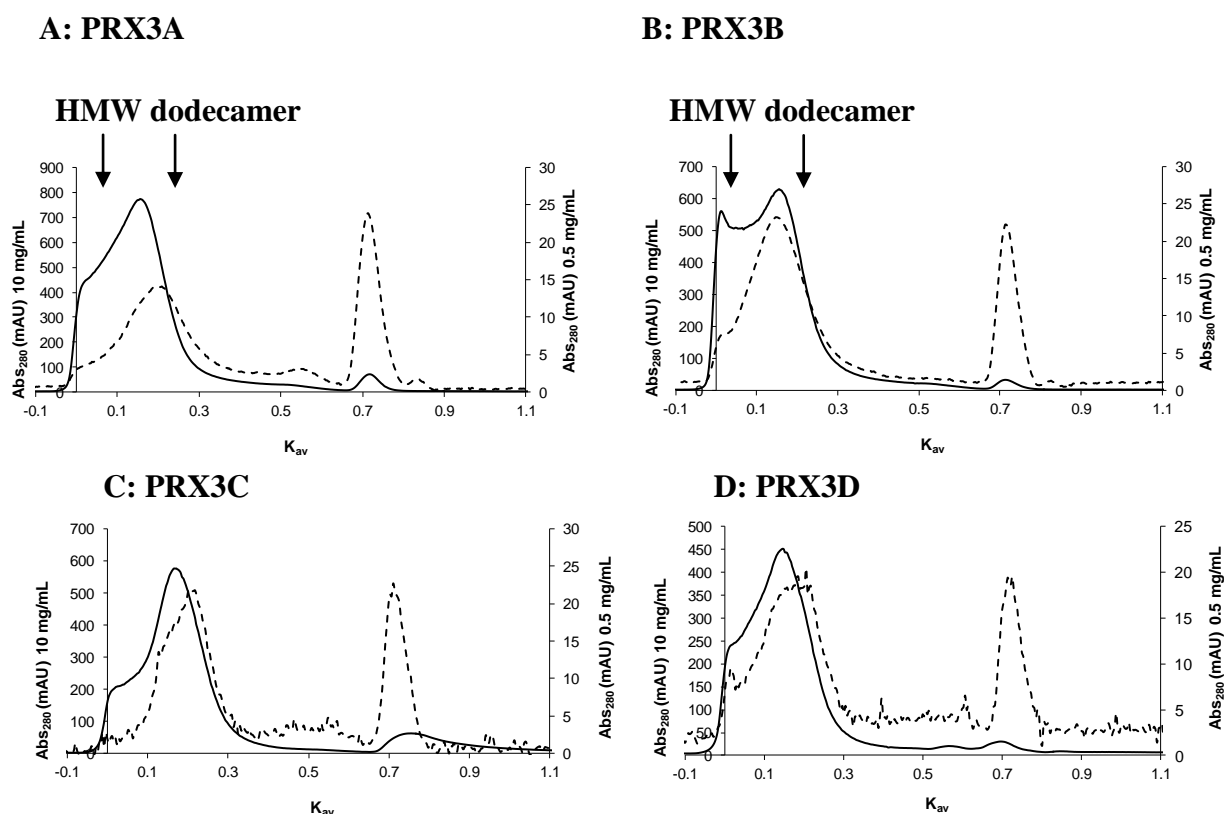 A: PRX3A
HMW dodecamer
900
800
700
600
500
400
300
200
100
0
30
25
20
15
10
5
0
-0.1 0.1 0.3 0.5 0.7 0.9 1.1
Abs280 (mAU) 10 mg/mL
Abs280 (mAU) 0.5 mg/mL
Kav
B: PRX3B
HMW dodecamer
700
600
500
400
300
200
100
0
30
25
20
15
10
5
0
-0.1 0.1 0.3 0.5 0.7 0.9 1.1
Abs280 (mAU) 10 mg/mL
Abs280 (mAU) 0.5 mg/mL
Kav
C: PRX3C
700
600
500
400
300
200
100
0
30
25
20
15
10
5
0
-0.1 0.1 0.3 0.5 0.7 0.9 1.1
Abs280 (mAU) 10 mg/mL
Abs280 (mAU) 0.5 mg/mL
Kav
D: PRX3D
500
450
400
350
300
250
200
150
100
50
0
25
20
15
10
5
0
-0.1 0.1 0.3 0.5 0.7 0.9 1.1
Abs280 (mAU) 10 mg/mL
Abs280 (mAU) 0.5 mg/mL
Kav